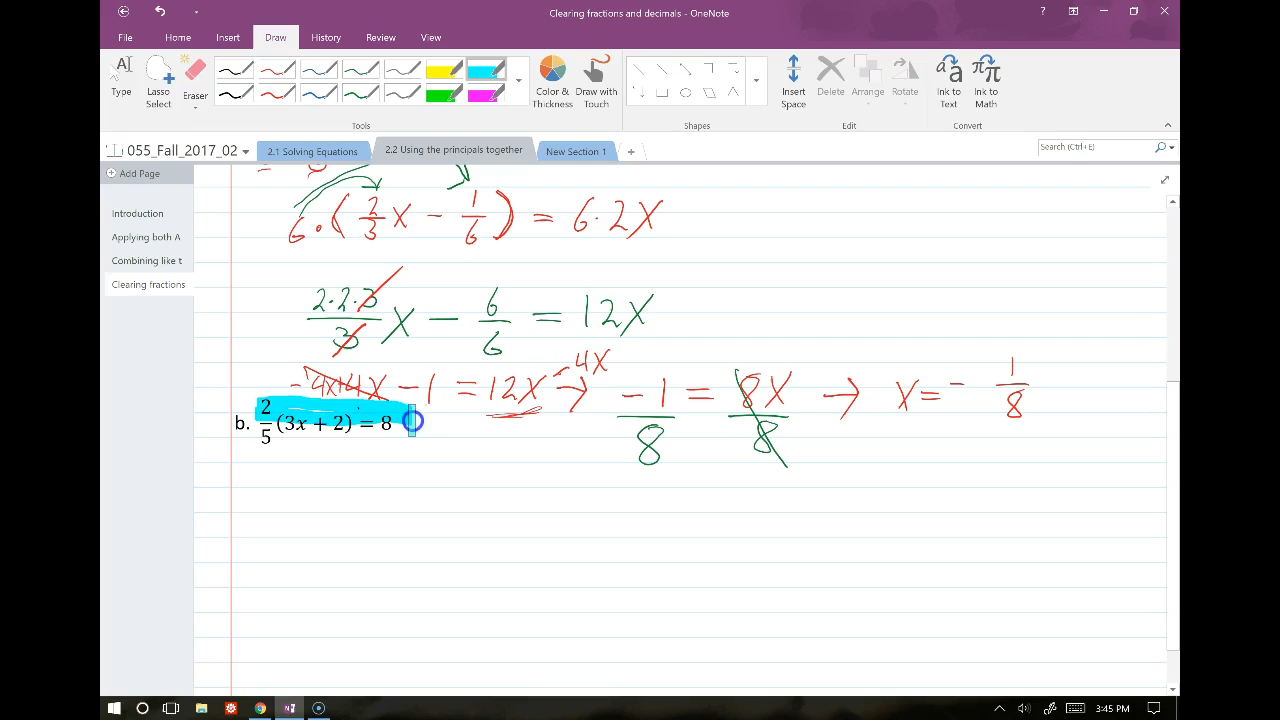 Clearing fractions and decimals - OneNote
?
File Home Insert Draw History Review View
Type Lasso Select Eraser Color & Thickness Draw with Touch Insert Space Delete Arrange Rotate Ink to Text Ink to Math
Tools Shapes Edit Convert
055_Fall_2017_02 2.1 Solving Equations 2.2 Using the principals together New Section 1 + Search (Ctrl+E)
Add Page
Introduction
Applying both A
Combining like t
Clearing fractions
6·(2/3 x − 1/6) = 6·2x
2·2·3/3 x − 6/6 = 12x
-4x+4x −1 = 12x -4x → −1/8 = 8x/8 → x = − 1/8
b. 2/5 (3x + 2) = 8
3:45 PM